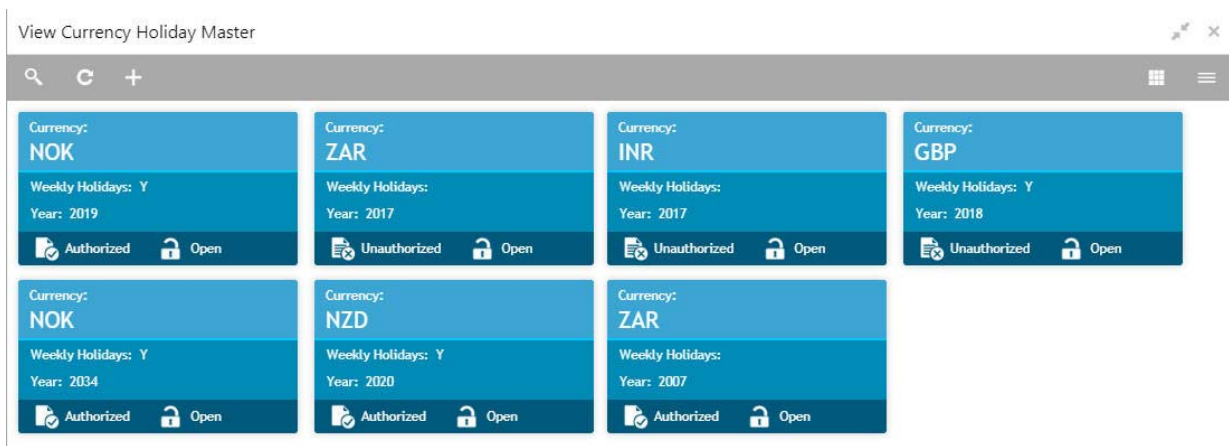 View Currency Holiday Master
Currency:
NOK
Weekly Holidays: Y
Year: 2019
Authorized Open
Currency:
ZAR
Weekly Holidays:
Year: 2017
Unauthorized Open
Currency:
INR
Weekly Holidays:
Year: 2017
Unauthorized Open
Currency:
GBP
Weekly Holidays: Y
Year: 2018
Unauthorized Open
Currency:
NOK
Weekly Holidays: Y
Year: 2034
Authorized Open
Currency:
NZD
Weekly Holidays: Y
Year: 2020
Authorized Open
Currency:
ZAR
Weekly Holidays:
Year: 2007
Authorized Open